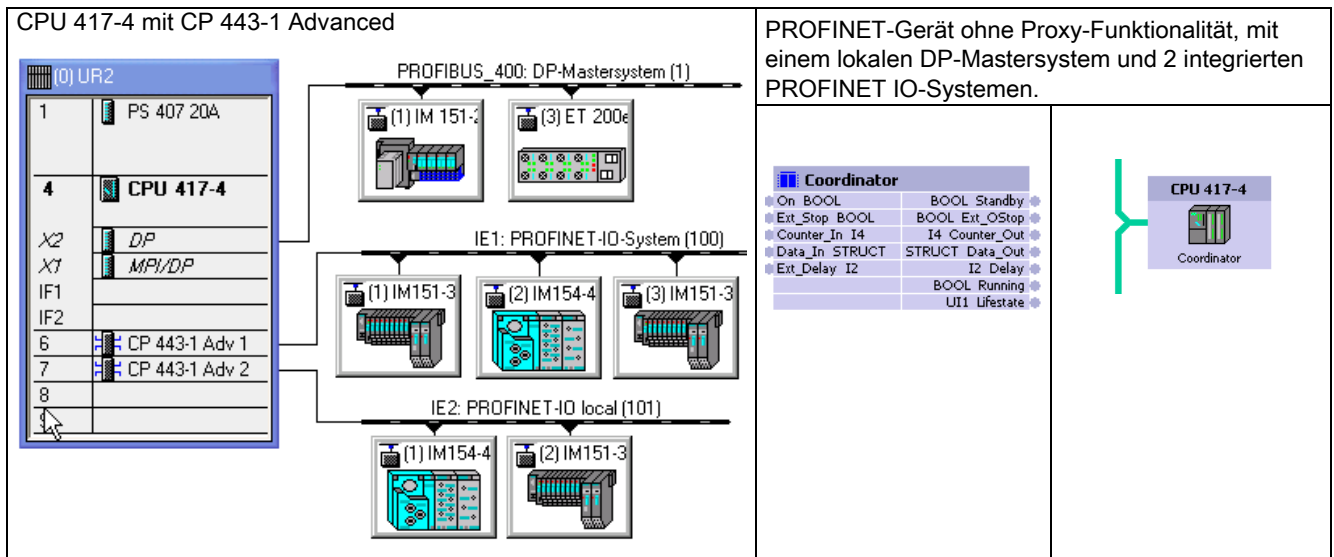 CPU 417-4 mit CP 443-1 Advanced
(0) UR2
1 PS 407 20A
4 CPU 417-4
X2 DP
X1 MPI/DP
IF1
IF2
6 CP 443-1 Adv 1
7 CP 443-1 Adv 2
8
PROFIBUS_400: DP-Mastersystem (1)
(1) IM 151-
(3) ET 200e
IE1: PROFINET-IO-System (100)
(1) IM151-3
(2) IM154-4
(3) IM151-3
IE2: PROFINET-IO local (101)
(1) IM154-4
(2) IM151-3
PROFINET-Gerät ohne Proxy-Funktionalität, mit
einem lokalen DP-Mastersystem und 2 integrierten
PROFINET IO-Systemen.
Coordinator
On BOOL BOOL Standby
Ext_Stop BOOL BOOL Ext_OStop
Counter_In I4 I4 Counter_Out
Data_In STRUCT STRUCT Data_Out
Ext_Delay I2 I2 Delay
BOOL Running
UI1 Lifestate
CPU 417-4
Coordinator